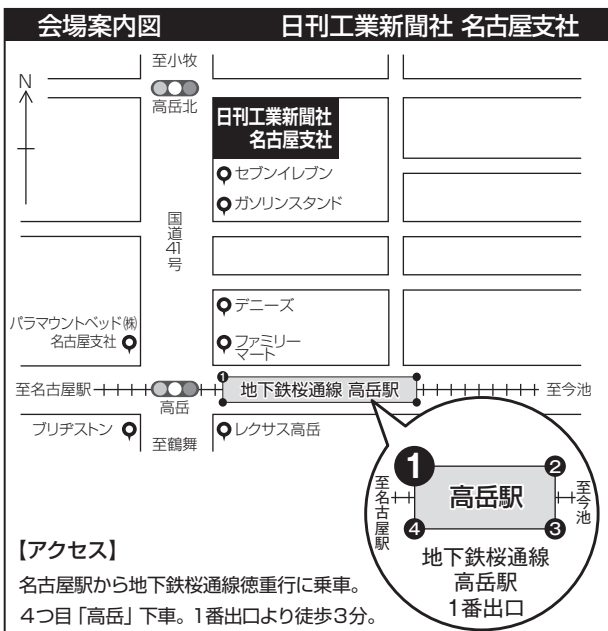 会場案内図 日刊工業新聞社 名古屋支社
至小牧
N
高岳北
日刊工業新聞社
名古屋支社
セブンイレブン
ガソリンスタンド
国道41号
デニーズ
パラマウントベッド㈱
名古屋支社
ファミリー
マート
至名古屋駅
高岳
1
地下鉄桜通線 高岳駅
至今池
ブリヂストン
至鶴舞
レクサス高岳
1
2
至名古屋駅
高岳駅
至今池
4
3
地下鉄桜通線
高岳駅
1番出口
【アクセス】
名古屋駅から地下鉄桜通線徳重行に乗車。
4つ目「高岳」下車。1番出口より徒歩3分。